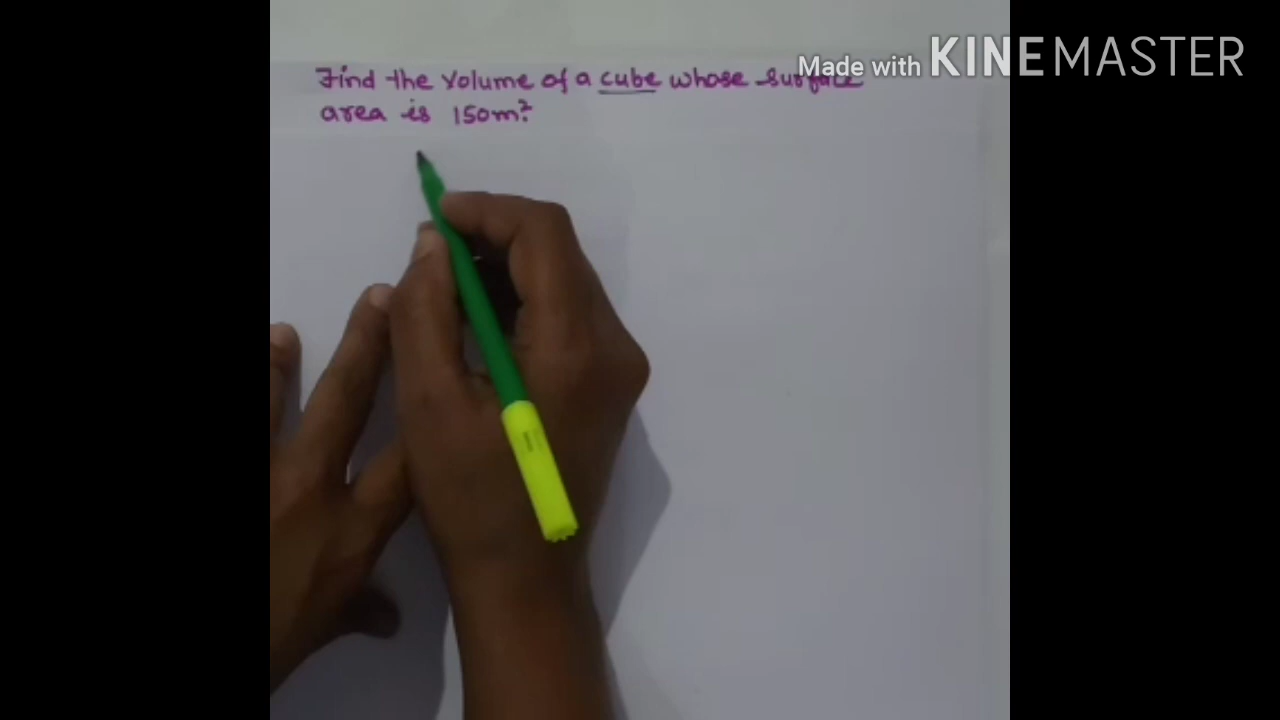 Made with KINEMASTER
Find the volume of a cube whose surface
area is 150m².